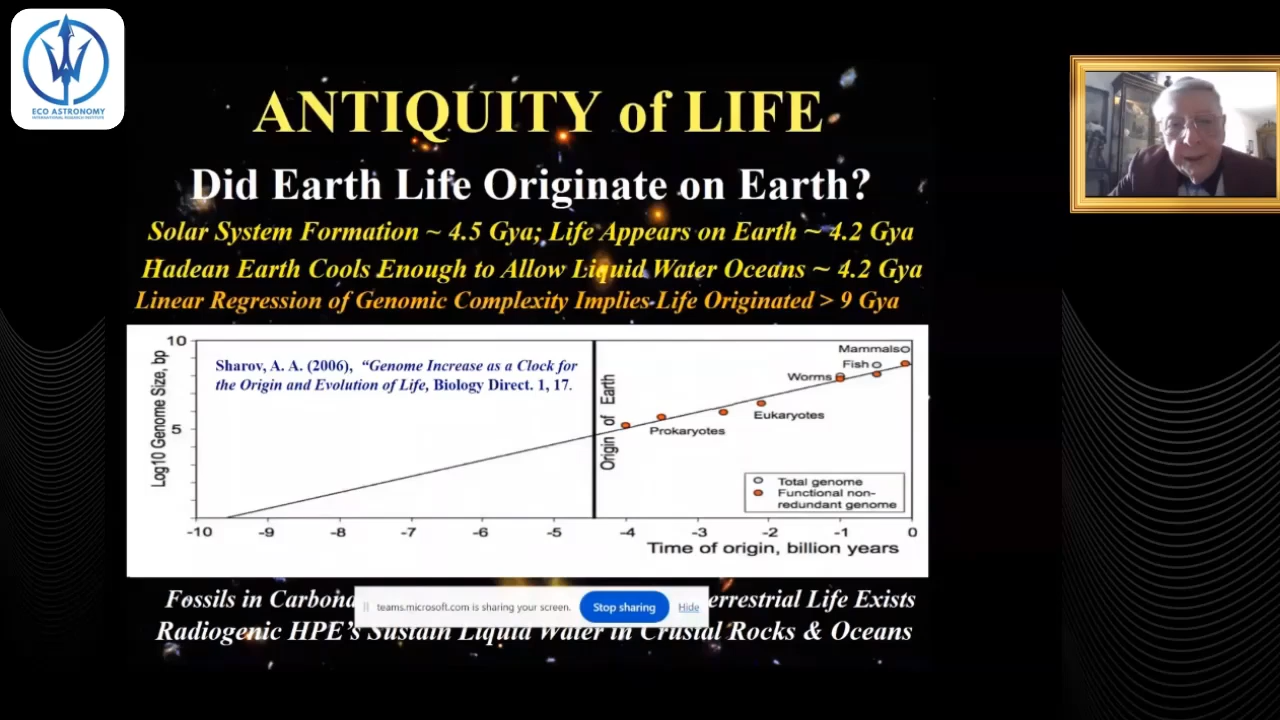 ECO ASTRONOMY
INTERNATIONAL RESEARCH INSTITUTE
ANTIQUITY of LIFE
Did Earth Life Originate on Earth?
Solar System Formation ~ 4.5 Gya; Life Appears on Earth ~ 4.2 Gya
Hadean Earth Cools Enough to Allow Liquid Water Oceans ~ 4.2 Gya
Linear Regression of Genomic Complexity Implies Life Originated > 9 Gya
Log10 Genome Size, bp
10
5
Sharov, A. A. (2006), “Genome Increase as a Clock for
the Origin and Evolution of Life, Biology Direct. 1, 17.
Origin of Earth
Mammals
Fish
Worms
Eukaryotes
Prokaryotes
Total genome
Functional non-
redundant genome
-10 -9 -8 -7 -6 -5 -4 -3 -2 -1 0
Time of origin, billion years
Fossils in Life Exists
teams.microsoft.com is sharing your screen. Stop sharing Hide
Radiogenic HPE’s Sustain Liquid Water in Crustal Rocks & Oceans